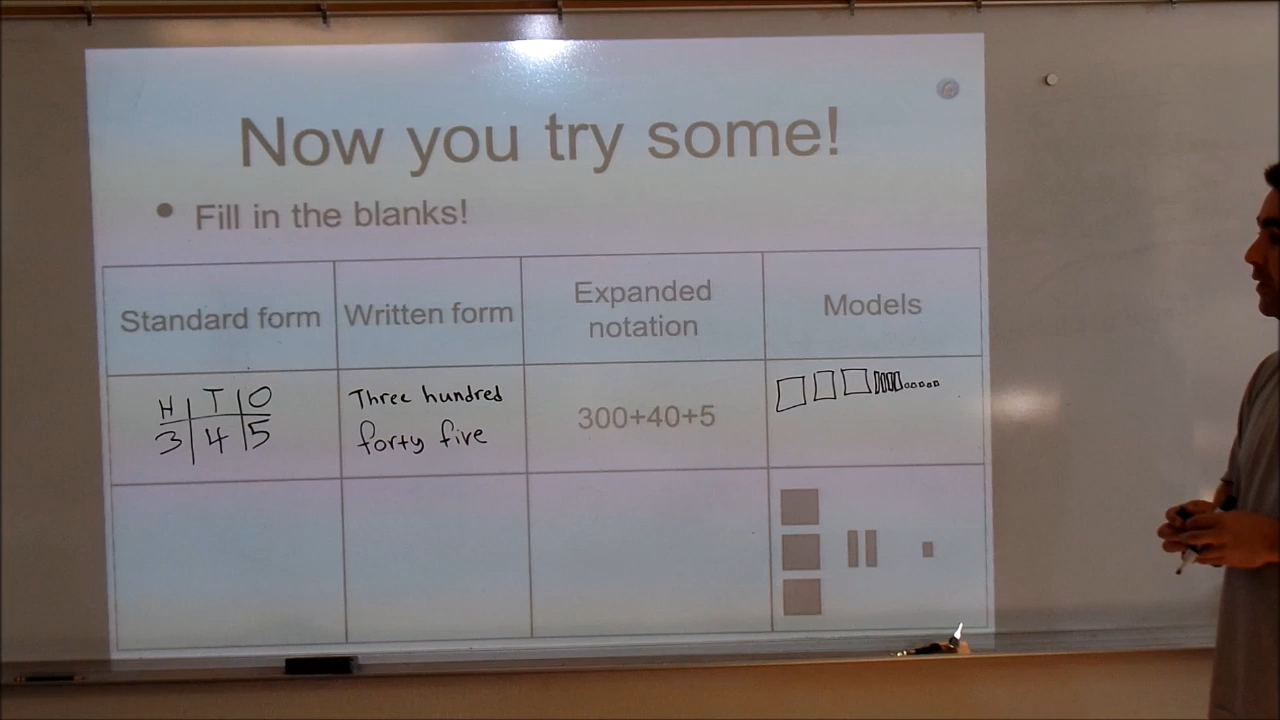 Now you try some!
• Fill in the blanks!
Standard form
Written form
Expanded
notation
Models
H T O
3 4 5
Three hundred
forty five
300+40+5